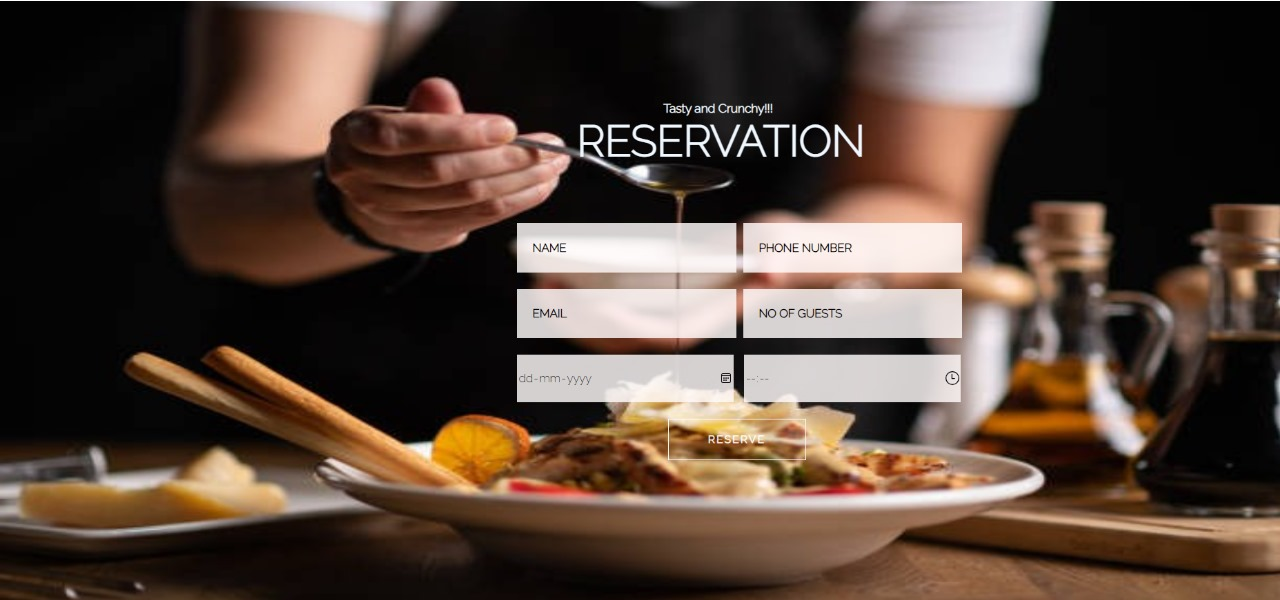 Tasty and Crunchy!!!
RESERVATION
NAME
PHONE NUMBER
EMAIL
NO OF GUESTS
dd-mm-yyyy
--:--
RESERVE